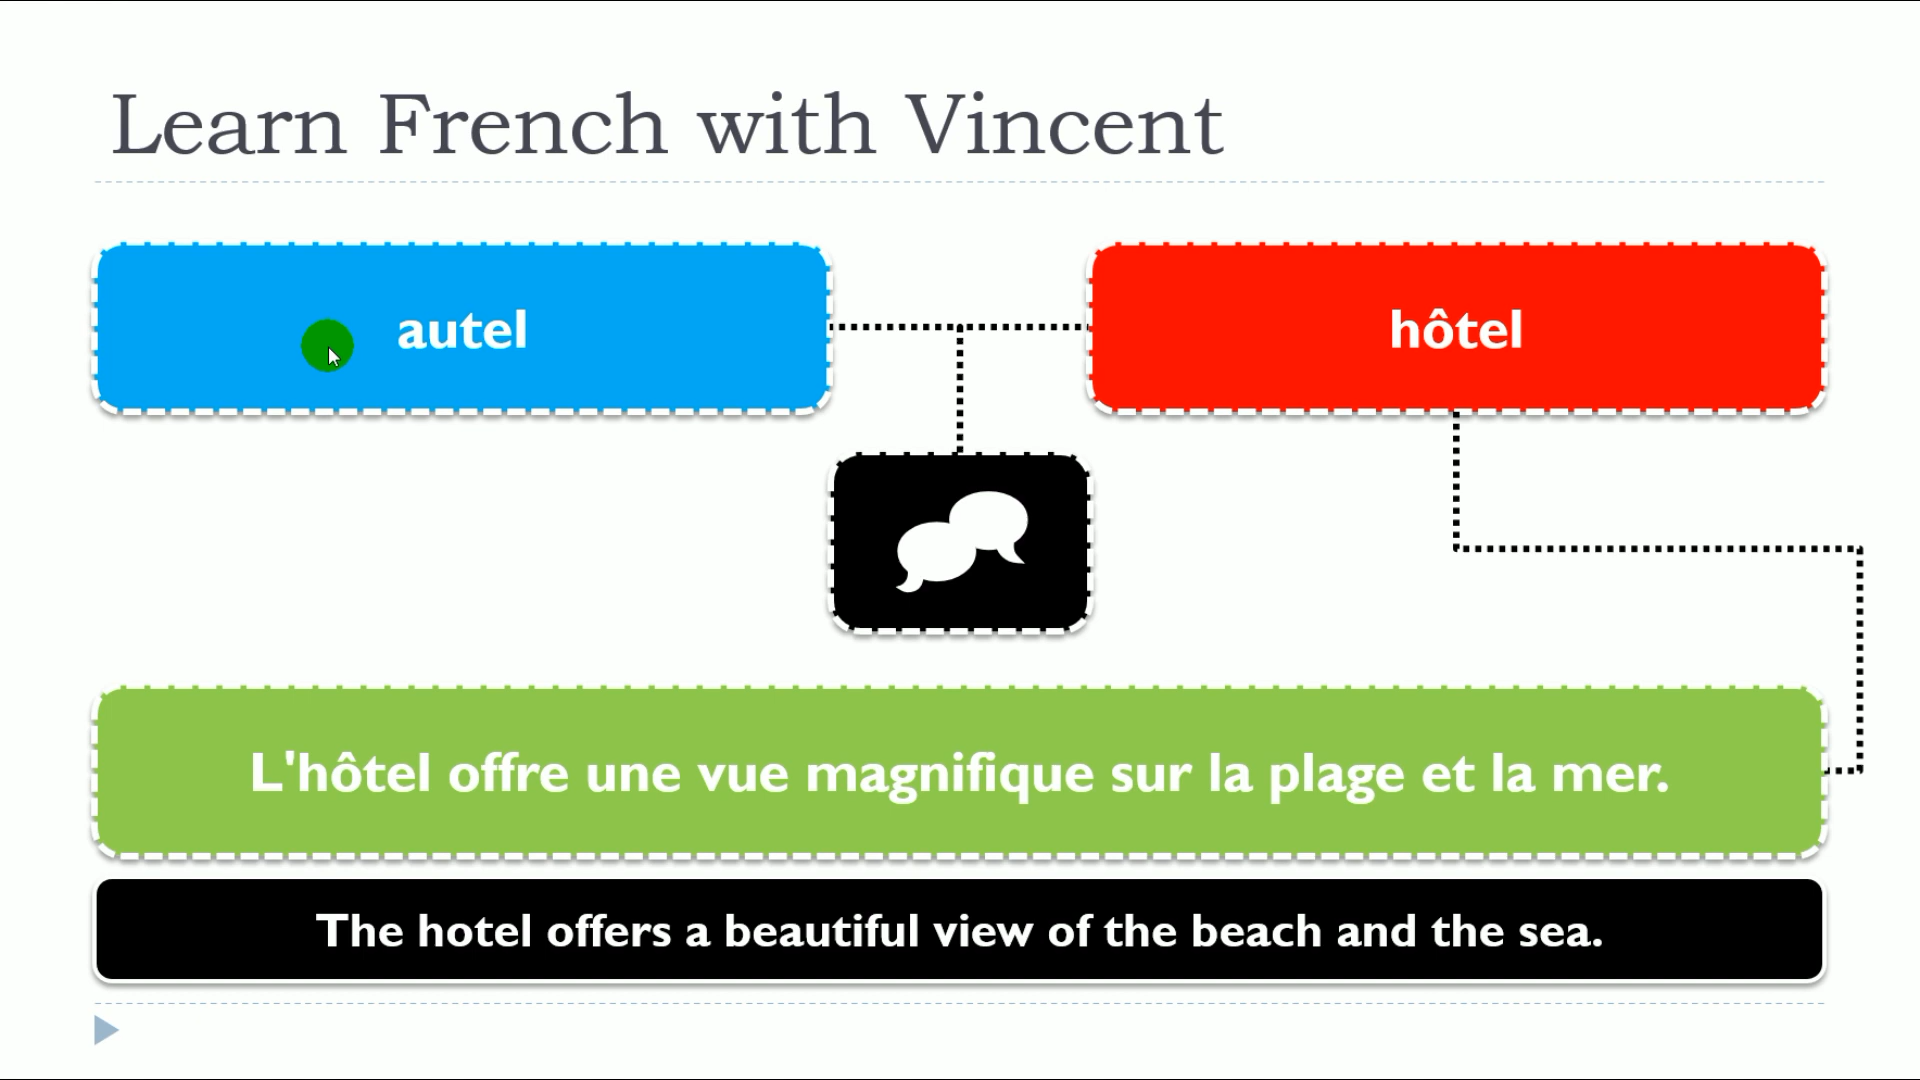 Learn French with Vincent
autel
hôtel
L'hôtel offre une vue magnifique sur la plage et la mer.
The hotel offers a beautiful view of the beach and the sea.